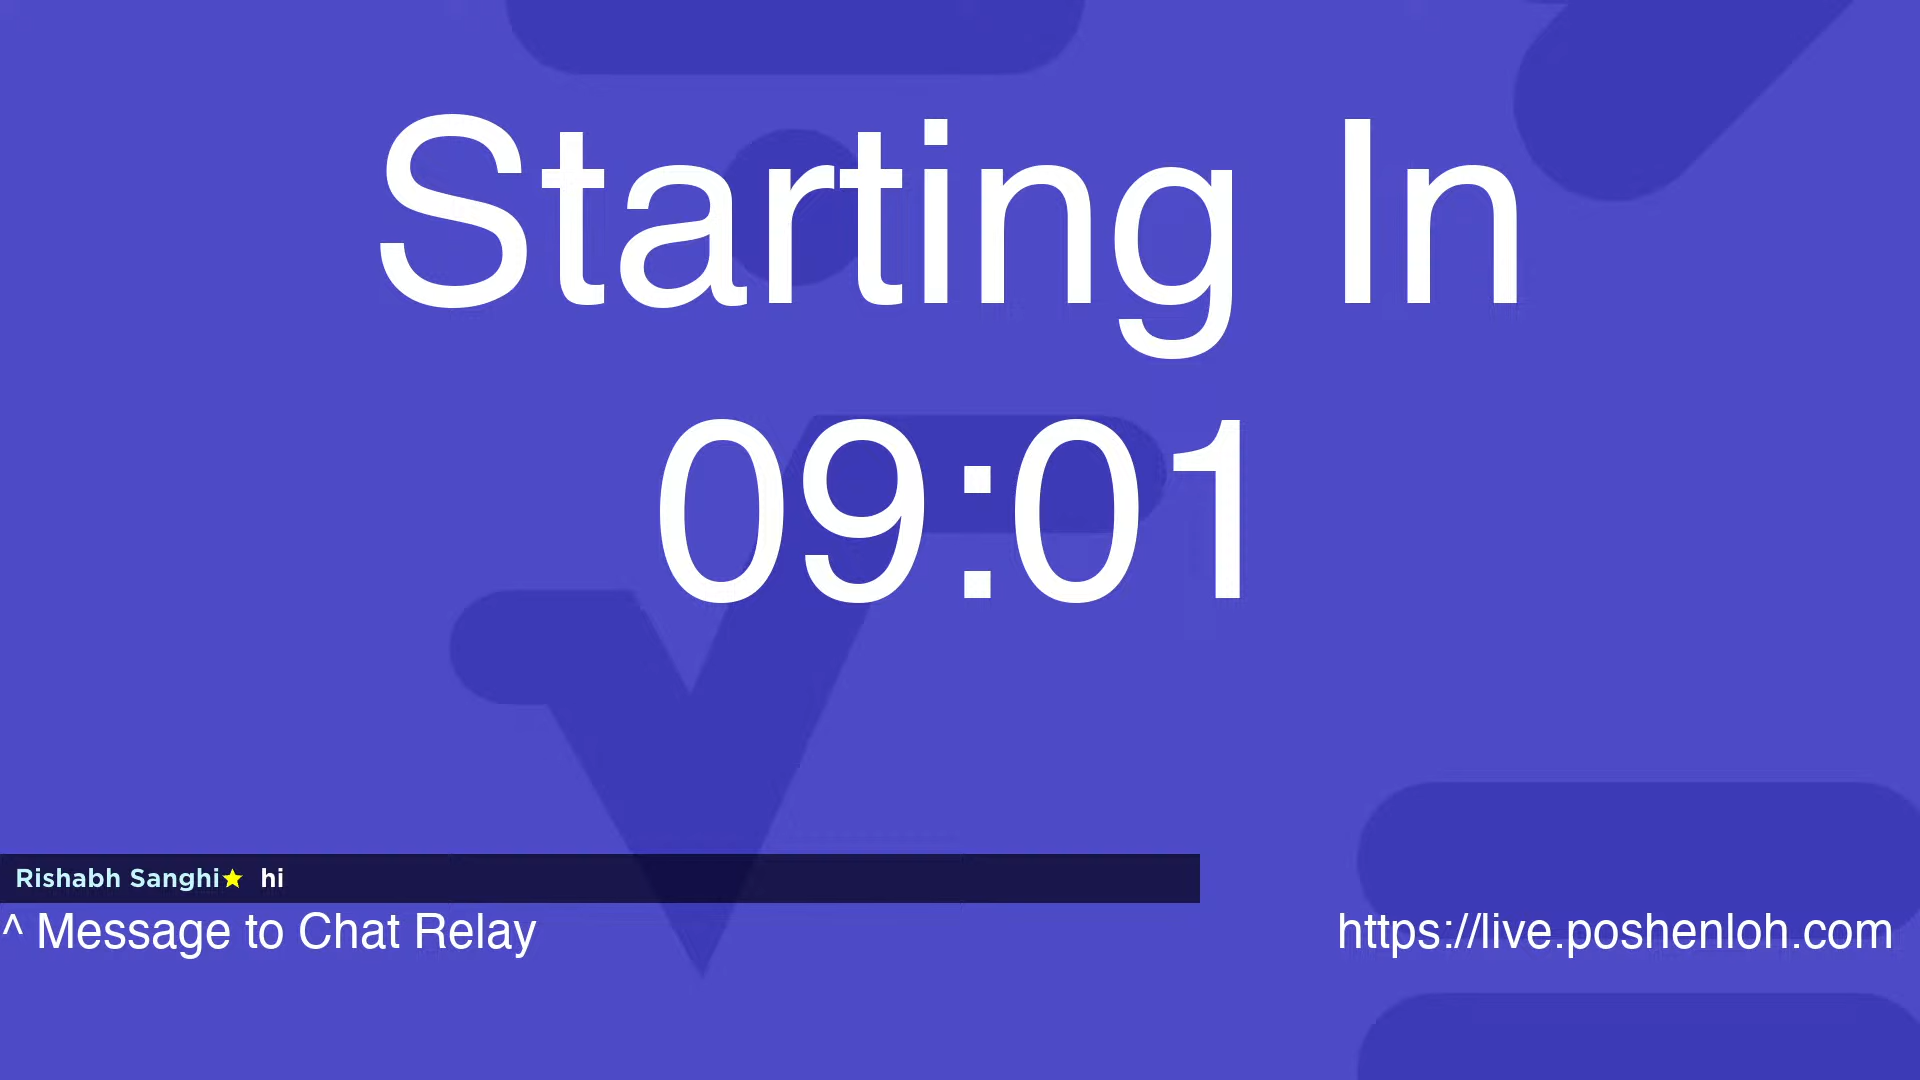 Starting In
09:01
Rishabh Sanghi★ hi
^ Message to Chat Relay
https://live.poshenloh.com